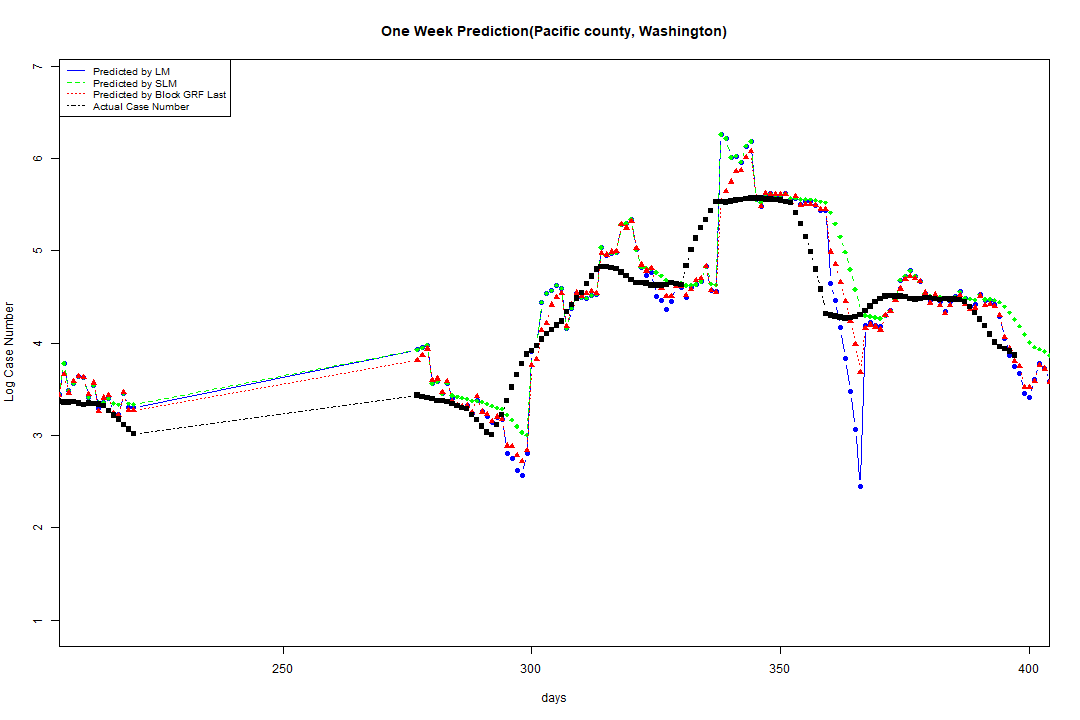 One Week Prediction(Pacific county, Washington)
Predicted by LM
Predicted by SLM
Predicted by Block GRF Last
Actual Case Number
7
6
5
4
3
2
1
Log Case Number
250
300
350
400
days